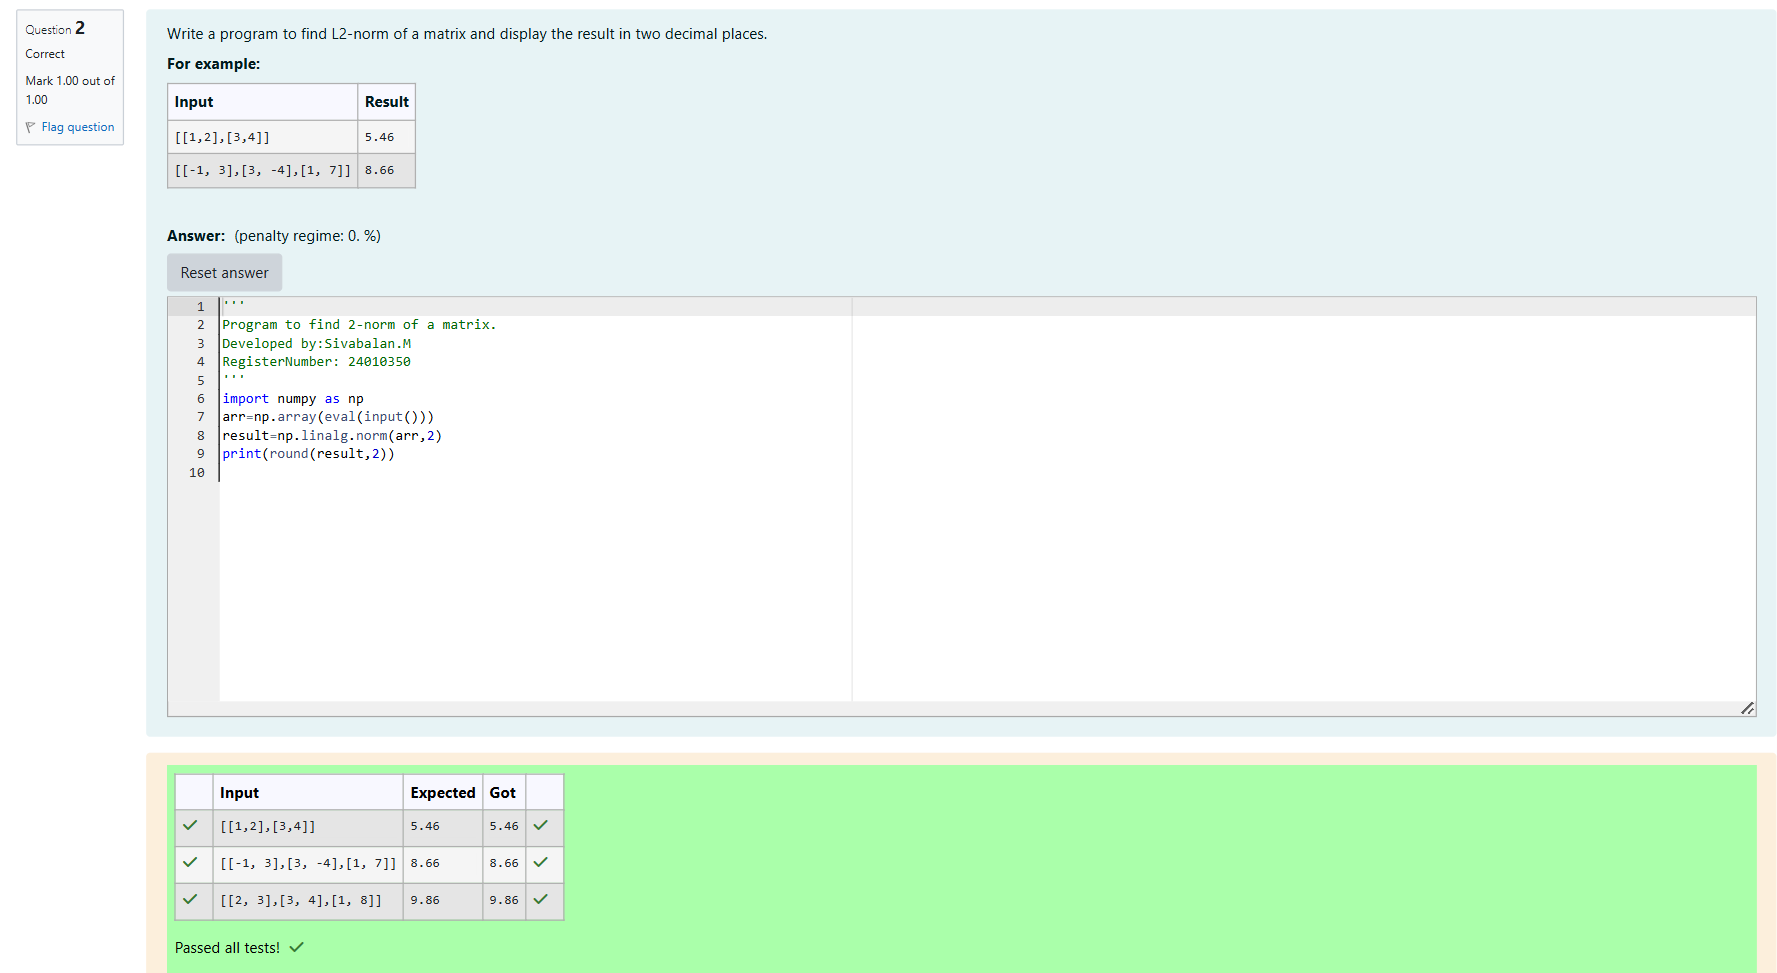 Question 2
Correct
Mark 1.00 out of
1.00
Flag question
Write a program to find L2-norm of a matrix and display the result in two decimal places.
For example:
Input Result
[[1,2],[3,4]] 5.46
[[-1, 3],[3, -4],[1, 7]] 8.66
Answer: (penalty regime: 0. %)
Reset answer
1 '''
2 Program to find 2-norm of a matrix.
3 Developed by:Sivabalan.M
4 RegisterNumber: 24010350
5 '''
6 import numpy as np
7 arr=np.array(eval(input()))
8 result=np.linalg.norm(arr,2)
9 print(round(result,2))
10
Input Expected Got
[[1,2],[3,4]] 5.46 5.46
[[-1, 3],[3, -4],[1, 7]] 8.66 8.66
[[2, 3],[3, 4],[1, 8]] 9.86 9.86
Passed all tests!